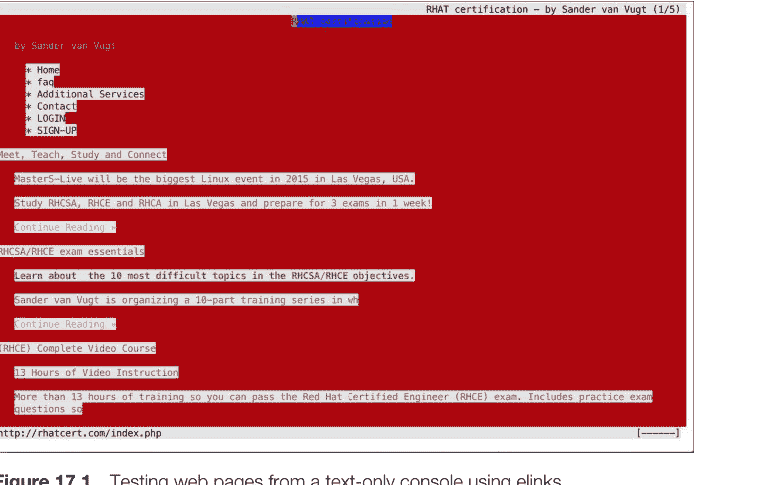 RHAT certification - by Sander van Vugt (1/5)
by Sander van Vugt
* Home
* faq
* Additional Services
* Contact
* LOGIN
* SIGN-UP
Meet, Teach, Study and Connect
Master5-Live will be the biggest Linux event in 2015 in Las Vegas, USA.
Study RHCSA, RHCE and RHCA in Las Vegas and prepare for 3 exams in 1 week!
Continue Reading »
RHCSA/RHCE exam essentials
Learn about the 10 most difficult topics in the RHCSA/RHCE objectives.
Sander van Vugt is organizing a 10-part training series in wh
Continue Reading »
(RHCE) Complete Video Course
13 Hours of Video Instruction
More than 13 hours of training so you can pass the Red Hat Certified Engineer (RHCE) exam. Includes practice exam
questions so
http://rhatcert.com/index.php [------]
Figure 17.1 Testing web pages from a text-only console using elinks